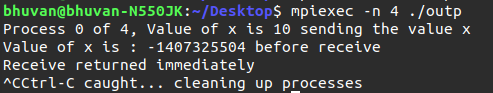 bhuvan@bhuvan-N550JK:~/Desktop$ mpiexec -n 4 ./outp
Process 0 of 4, Value of x is 10 sending the value x
Value of x is : -1407325504 before receive
Receive returned immediately
^CCtrl-C caught... cleaning up processes